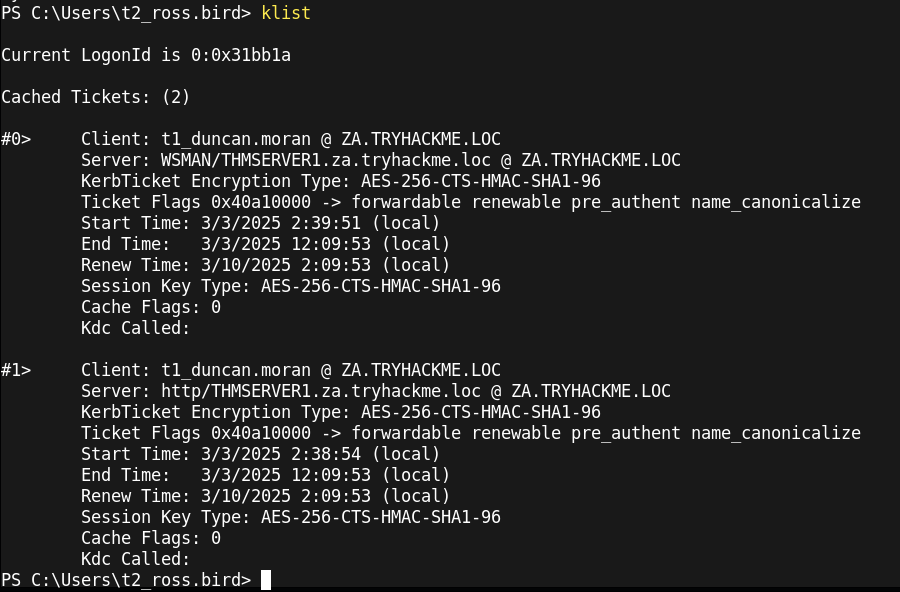 PS C:\Users\t2_ross.bird> klist
Current LogonId is 0:0x31bb1a
Cached Tickets: (2)
#0>     Client: t1_duncan.moran @ ZA.TRYHACKME.LOC
        Server: WSMAN/THMSERVER1.za.tryhackme.loc @ ZA.TRYHACKME.LOC
        KerbTicket Encryption Type: AES-256-CTS-HMAC-SHA1-96
        Ticket Flags 0x40a10000 -> forwardable renewable pre_authent name_canonicalize
        Start Time: 3/3/2025 2:39:51 (local)
        End Time:   3/3/2025 12:09:53 (local)
        Renew Time: 3/10/2025 2:09:53 (local)
        Session Key Type: AES-256-CTS-HMAC-SHA1-96
        Cache Flags: 0
        Kdc Called:
#1>     Client: t1_duncan.moran @ ZA.TRYHACKME.LOC
        Server: http/THMSERVER1.za.tryhackme.loc @ ZA.TRYHACKME.LOC
        KerbTicket Encryption Type: AES-256-CTS-HMAC-SHA1-96
        Ticket Flags 0x40a10000 -> forwardable renewable pre_authent name_canonicalize
        Start Time: 3/3/2025 2:38:54 (local)
        End Time:   3/3/2025 12:09:53 (local)
        Renew Time: 3/10/2025 2:09:53 (local)
        Session Key Type: AES-256-CTS-HMAC-SHA1-96
        Cache Flags: 0
        Kdc Called:
PS C:\Users\t2_ross.bird>